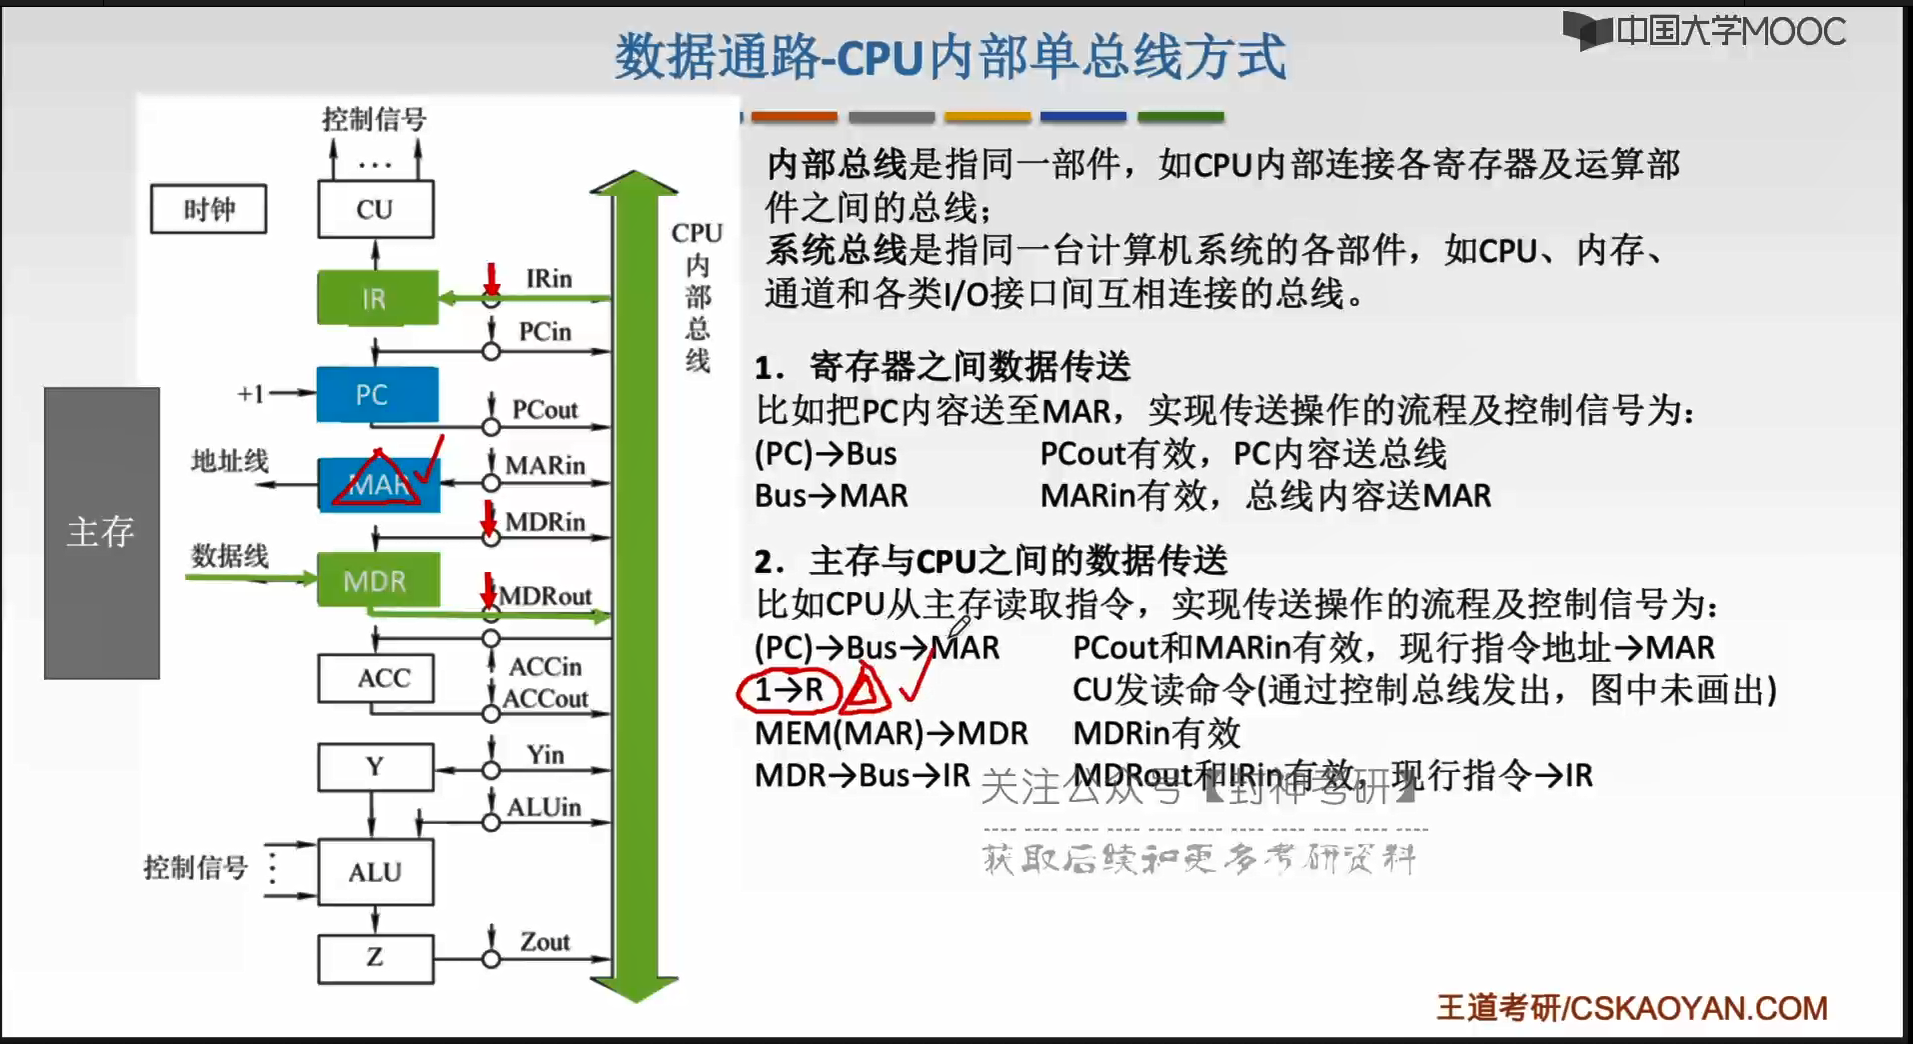 中国大学MOOC
数据通路-CPU内部单总线方式
控制信号
...
时钟
CU
CPU内部总线
IRin
IR
PCin
+1
PC
PCout
地址线
MAR
MARin
主存
MDRin
数据线
MDR
MDRout
ACC
ACCin
ACCout
Y
Yin
ALUin
控制信号
ALU
Z
Zout
内部总线是指同一部件，如CPU内部连接各寄存器及运算部
件之间的总线；
系统总线是指同一台计算机系统的各部件，如CPU、内存、
通道和各类I/O接口间互相连接的总线。
1．寄存器之间数据传送
比如把PC内容送至MAR，实现传送操作的流程及控制信号为：
(PC)→Bus PCout有效，PC内容送总线
Bus→MAR MARin有效，总线内容送MAR
2．主存与CPU之间的数据传送
比如CPU从主存读取指令，实现传送操作的流程及控制信号为：
(PC)→Bus→MAR PCout和MARin有效，现行指令地址→MAR
1→R CU发读命令(通过控制总线发出，图中未画出)
MEM(MAR)→MDR MDRin有效
MDR→Bus→IR MDRout和IRin有效，现行指令→IR
关注公众号【封神考研】
获取后续和更多考研资料
王道考研/CSKAOYAN.COM